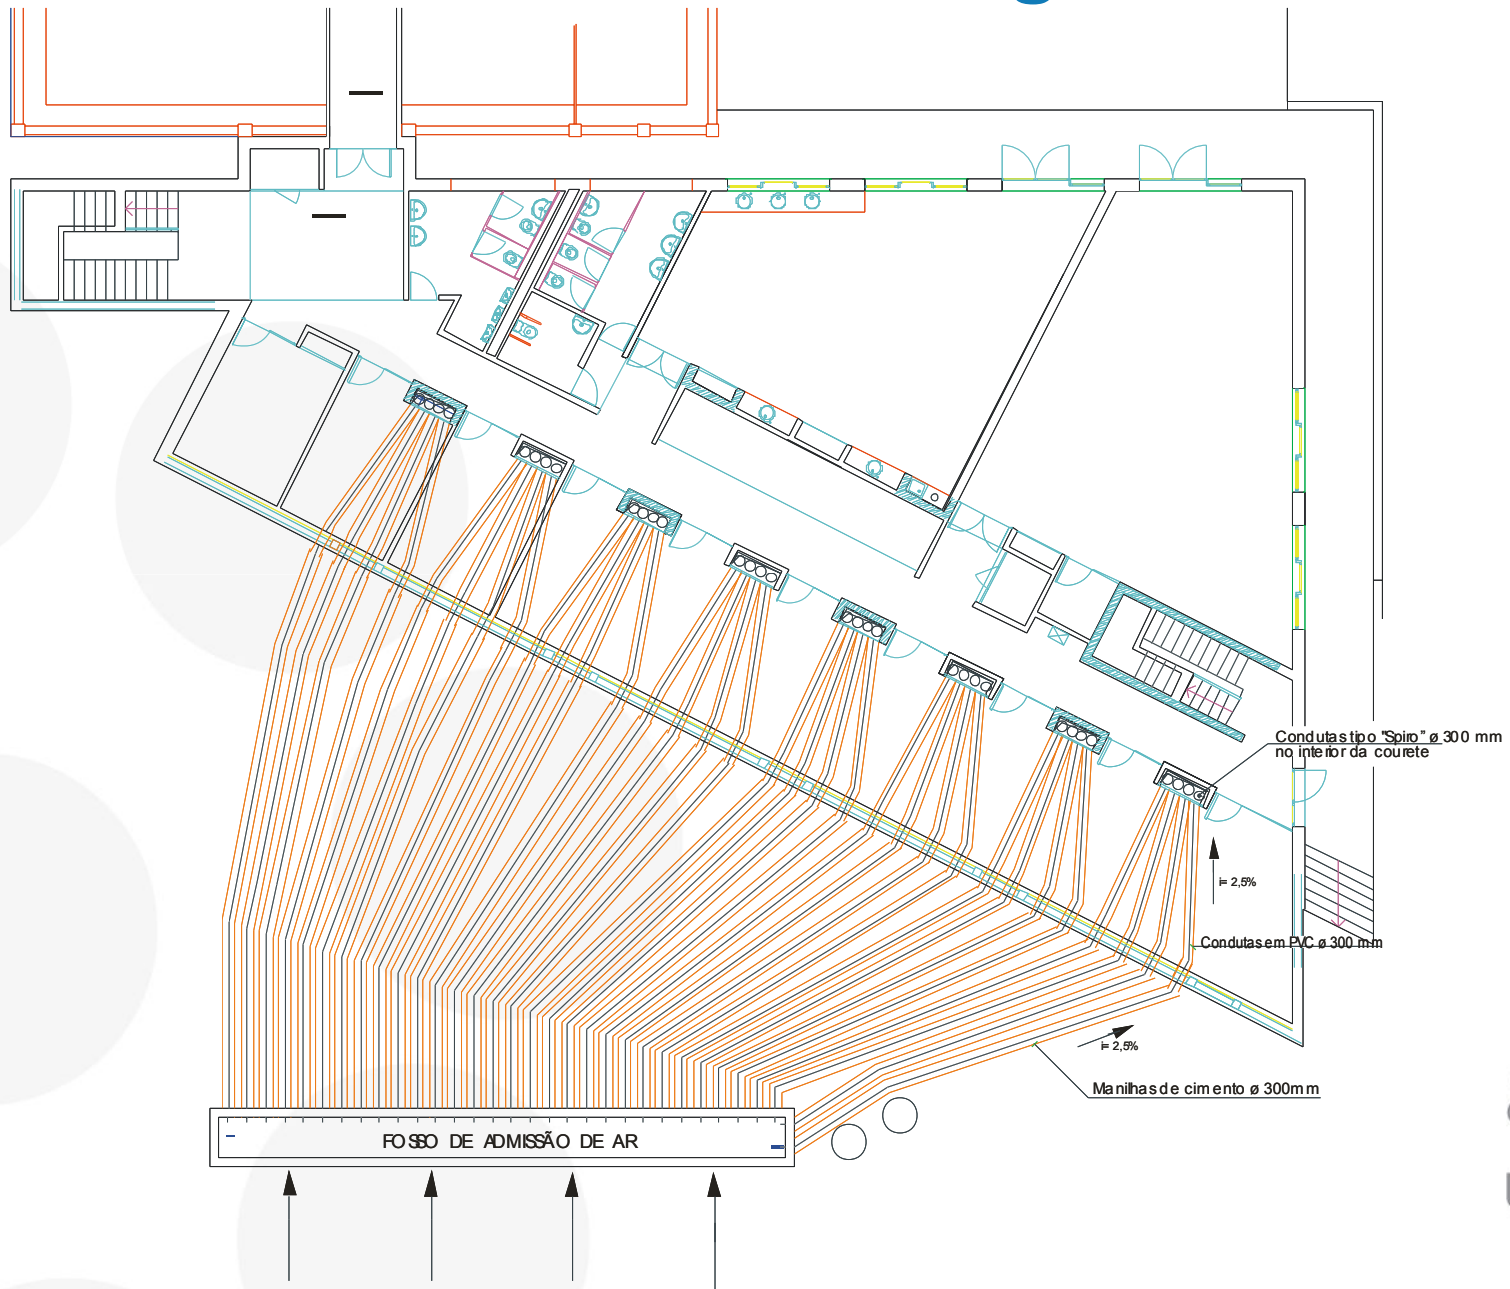 Condutas tipo "Spiro" ø 300 mm
no interior da courete
i= 2,5%
Condutas em PVC ø 300 mm
i= 2,5%
Manilhas de cimento ø 300mm
FOSSO DE ADMISSÃO DE AR